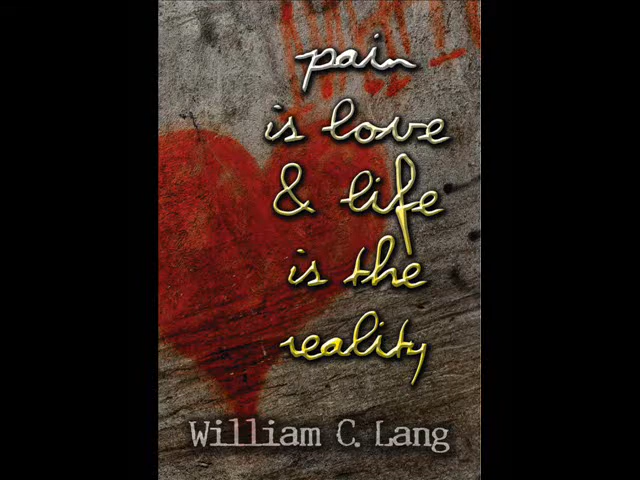 pain
is love
& life
is the
reality
William C. Lang